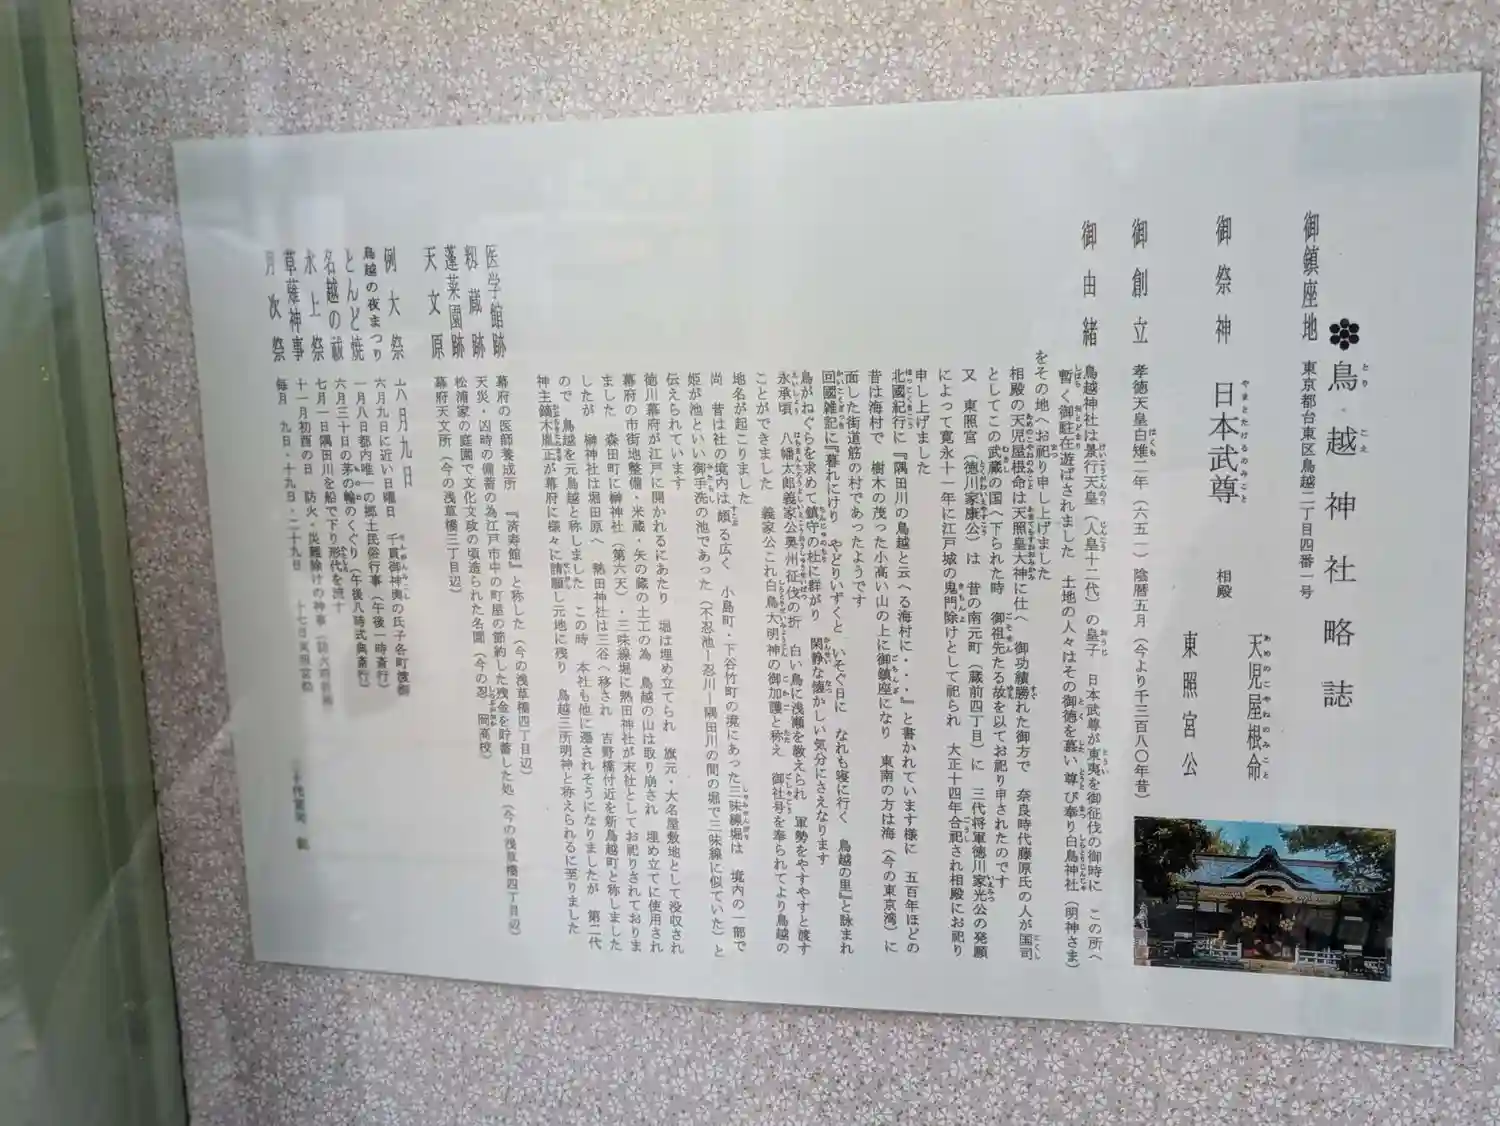 鳥越神社略誌
御鎮座地 東京都台東区鳥越二丁目四番一号
御祭神 日本武尊 相殿 天児屋根命
東照宮公
御創立 孝徳天皇白雉二年（六五一）陰暦五月（今より千三百八〇年昔）
御由緒 鳥越神社は景行天皇（人皇十二代）の皇子 日本武尊が東夷を御征伐の御時に この所へ
暫く御駐在遊ばされました 土地の人々はその御徳を慕い尊び奉り白鳥神社（明神さま）
をその地へお祀り申し上げました
相殿の天児屋根命は天照皇大神に仕へ 御功績勝れた御方で 奈良時代藤原氏の人が国司
としてこの武蔵の国へ下られた時 御祖先たる故を以てお祀り申されたのです
又 東照宮（徳川家康公）は 昔の南元町（蔵前四丁目）に 三代将軍徳川家光公の発願
によって寛永十一年に江戸城の鬼門除けとして祀られ 大正十四年合祀され相殿にお祀り
申し上げました
北國紀行に『隅田川の鳥越と云へる海村に・・・』と書かれています様に 五百年ほどの
昔は海村で 樹木の茂った小高い山の上に御鎮座になり 東南の方は海（今の東京湾）に
面した街道筋の村であったようです
回國雑記に『暮れにけり やどりいずくと いそぐ日に なれも寝に行く 鳥越の里』と詠まれ
鳥がねぐらを求めて鎮守の杜に群がり 閑静な懐かしい気分にさえなります
永承頃 八幡太郎義家公奥州征伐の折 白い鳥に浅瀬を教えられ 軍勢をやすやすと渡す
ことができました 義家公これ白鳥大明神の御加護と称え 御社号を奉られてより鳥越の
地名が起こりました
尚 昔は社の境内は頗る広く 小島町・下谷竹町の境にあった三味線堀は 境内の一部で
姫が池といい御手洗の池であった（不忍池ー忍川ー隅田川の間の堀で三味線に似ていた）と
伝えられています
徳川幕府が江戸に開かれるにあたり 堀は埋め立てられ 旗元・大名屋敷地として没収され
幕府の市街地整備・米蔵・矢の蔵の土工の為 鳥越の山は取り崩され 埋め立てに使用され
ました 森田町に榊神社（第六天）・三味線堀に熱田神社が末社としてお祀りされておりま
したが 榊神社は堀田原へ 熱田神社は三谷へ移され 吉野橋付近を新鳥越町と称しました
ので 鳥越を元鳥越と称しました この時 本社も他に遷されそうになりましたが 第二代
神主鏑木胤正が幕府に様々に請願し元地に残り 鳥越三所明神と称えられるに至りました
医学館跡 幕府の医師養成所 『済寿館』と称した（今の浅草橋四丁目辺）
籾蔵跡 天災・凶時の備蓄の為江戸市中の町屋の節約した残金を貯蓄した処（今の浅草橋四丁目辺）
蓬莱園跡 松浦家の庭園で文化文政の頃造られた名園（今の忍岡高校）
天文原 幕府天文所（今の浅草橋三丁目辺）
例大祭 六月九日
鳥越の夜まつり 六月九日に近い日曜日 千貫御神輿の氏子各町渡御
とんど焼 一月八日都内唯一の郷土民俗行事（午後一時斎行）
名越の祓 六月三十日の茅の輪のくぐり（午後八時式典斎行）
水上祭 七月一日隅田川を船で下り形代を流す
草薙神事 十一月初酉の日 防火・災難除けの神事
月次祭 毎月 九日・十九日・二十九日